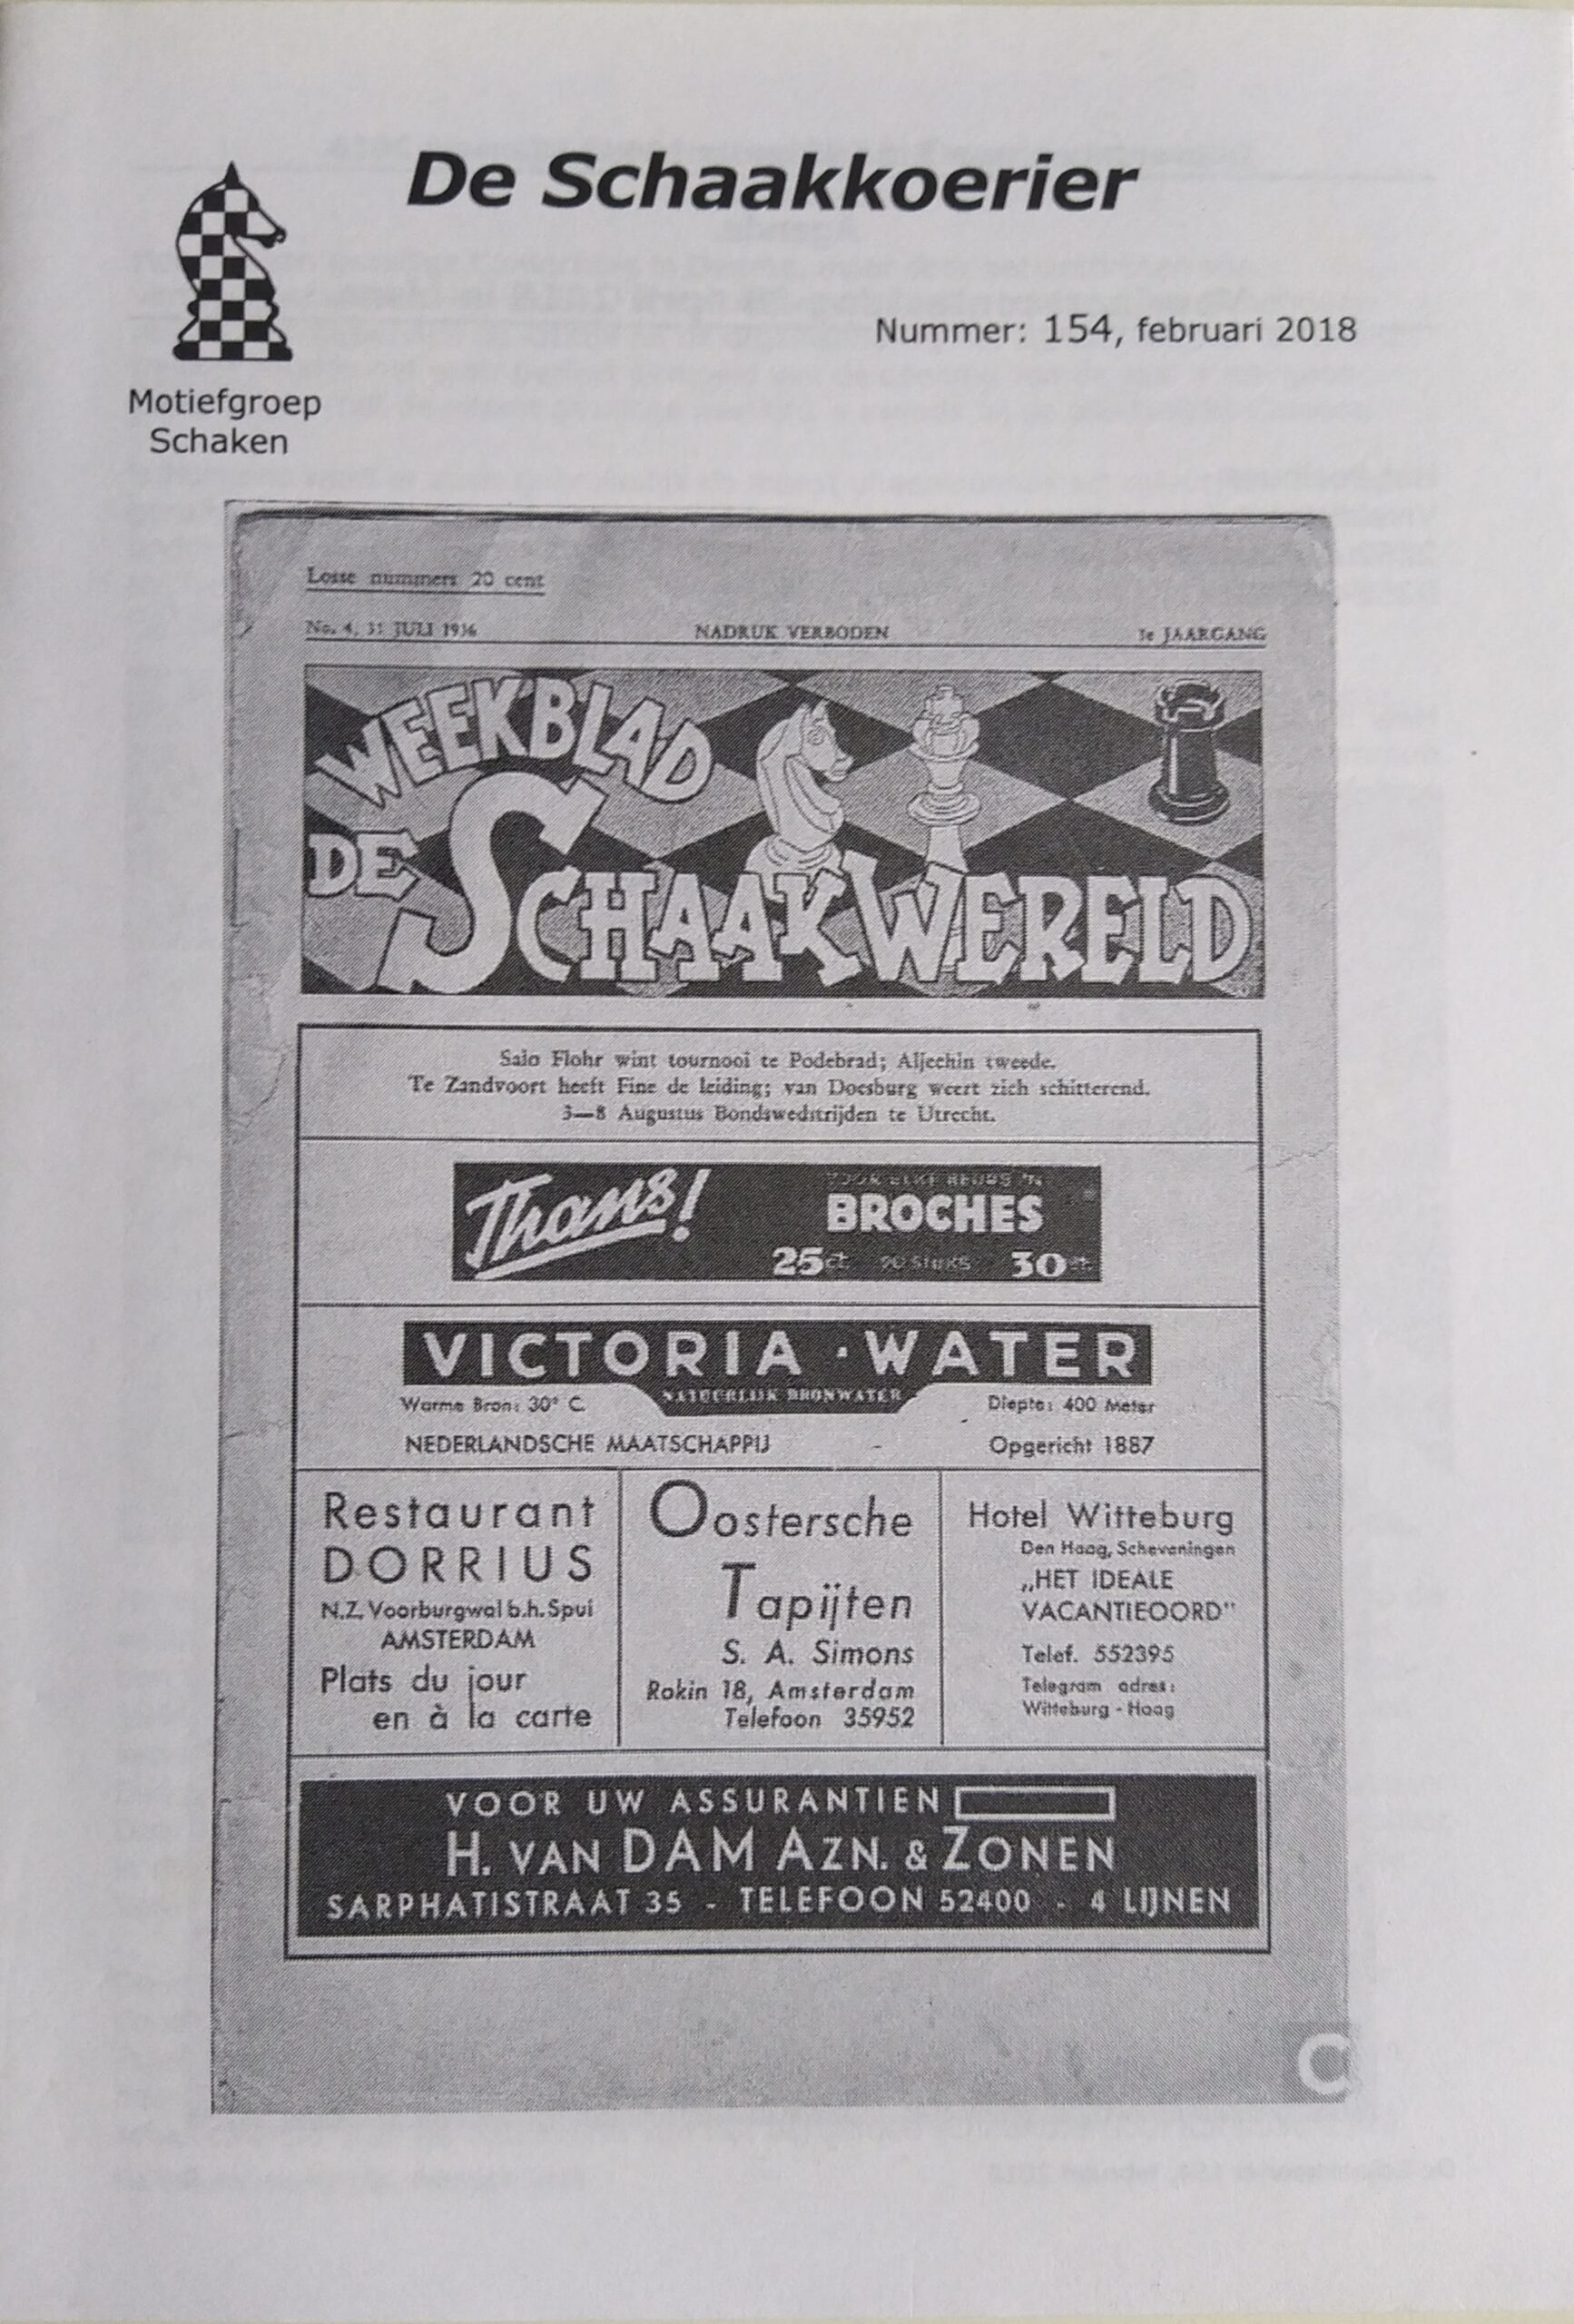 De Schaakkoerier
Nummer: 154, februari 2018
Motiefgroep
Schaken
Losse nummers 20 cent
No. 4, 31 JULI 1936 NADRUK VERBODEN 1e JAARGANG
WEEKBLAD
DE SCHAAKWERELD
Salo Flohr wint tournooi te Podebrad; Aljechin tweede.
Te Zandvoort heeft Fine de leiding; van Doesburg weert zich schitterend.
3—8 Augustus Bondswedstrijden te Utrecht.
Thans!
VOOR ELKE BEURS 'N
BROCHES
25ct. 20 STUKS 30ct.
VICTORIA · WATER
NATUURLIJK BRONWATER
Warme Bron: 30° C. Diepte: 400 Meter
NEDERLANDSCHE MAATSCHAPPIJ - Opgericht 1887
Restaurant
DORRIUS
N.Z. Voorburgwal b.h. Spui
AMSTERDAM
Plats du jour
en à la carte
Oostersche
Tapijten
S. A. Simons
Rokin 18, Amsterdam
Telefoon 35952
Hotel Witteburg
Den Haag, Scheveningen
„HET IDEALE
VACANTIEOORD"
Telef. 552395
Telegram adres:
Witteburg - Haag
VOOR UW ASSURANTIEN
H. VAN DAM AZN. & ZONEN
SARPHATISTRAAT 35 - TELEFOON 52400 - 4 LIJNEN
C